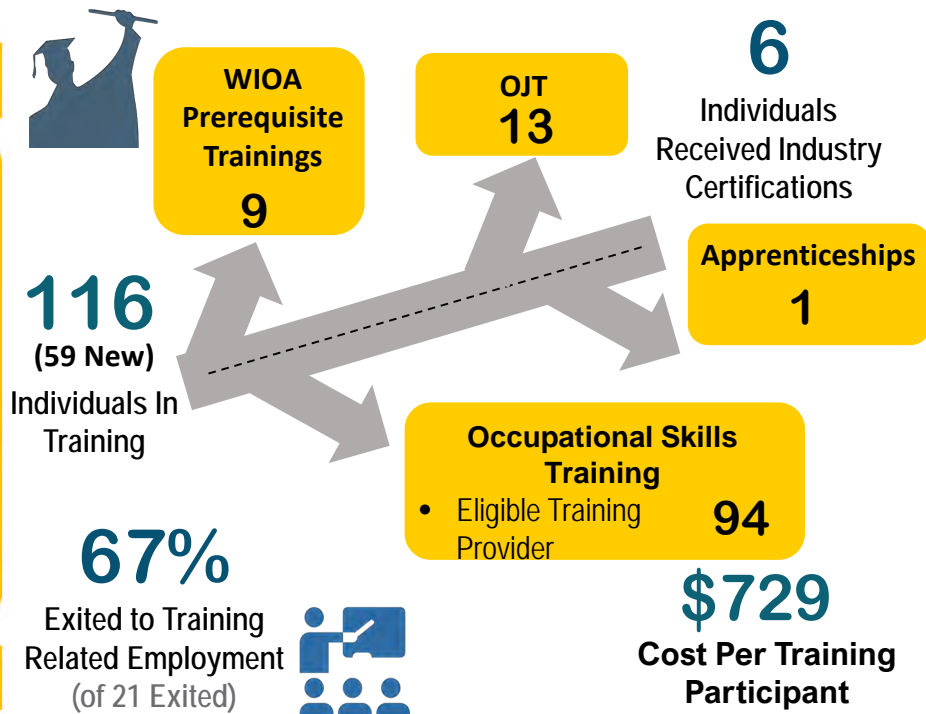 WIOA
Prerequisite
Trainings
9
OJT
13
6
Individuals
Received Industry
Certifications
Apprenticeships
1
116
(59 New)
Individuals In
Training
Occupational Skills
Training
• Eligible Training
Provider
94
67%
Exited to Training
Related Employment
(of 21 Exited)
$729
Cost Per Training
Participant